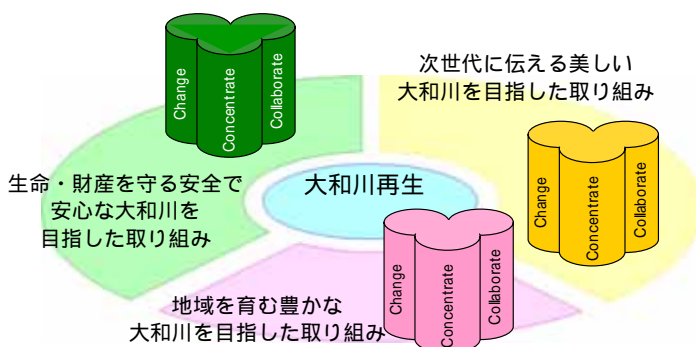 Change
Concentrate
Collaborate
次世代に伝える美しい
大和川を目指した取り組み
Change
Concentrate
Collaborate
生命・財産を守る安全で
安心な大和川を
目指した取り組み
大和川再生
Change
Concentrate
Collaborate
地域を育む豊かな
大和川を目指した取り組み